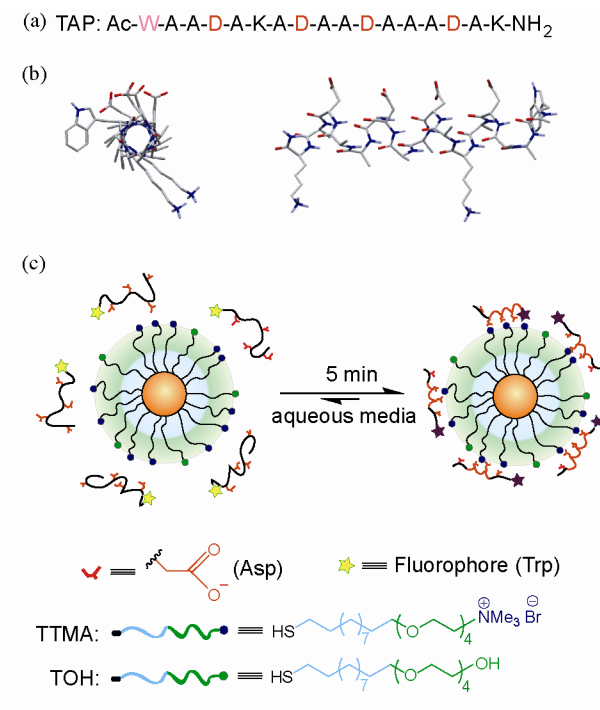 (a) TAP: Ac-W-A-A-D-A-K-A-D-A-A-D-A-A-D-A-K-NH2
(b)
(c)
5 min
aqueous media
O
O−
(Asp)
Fluorophore (Trp)
TTMA: HS ( )7 (O )4 ⊕NMe3 ⊖Br
TOH: HS ( )7 (O )4 OH